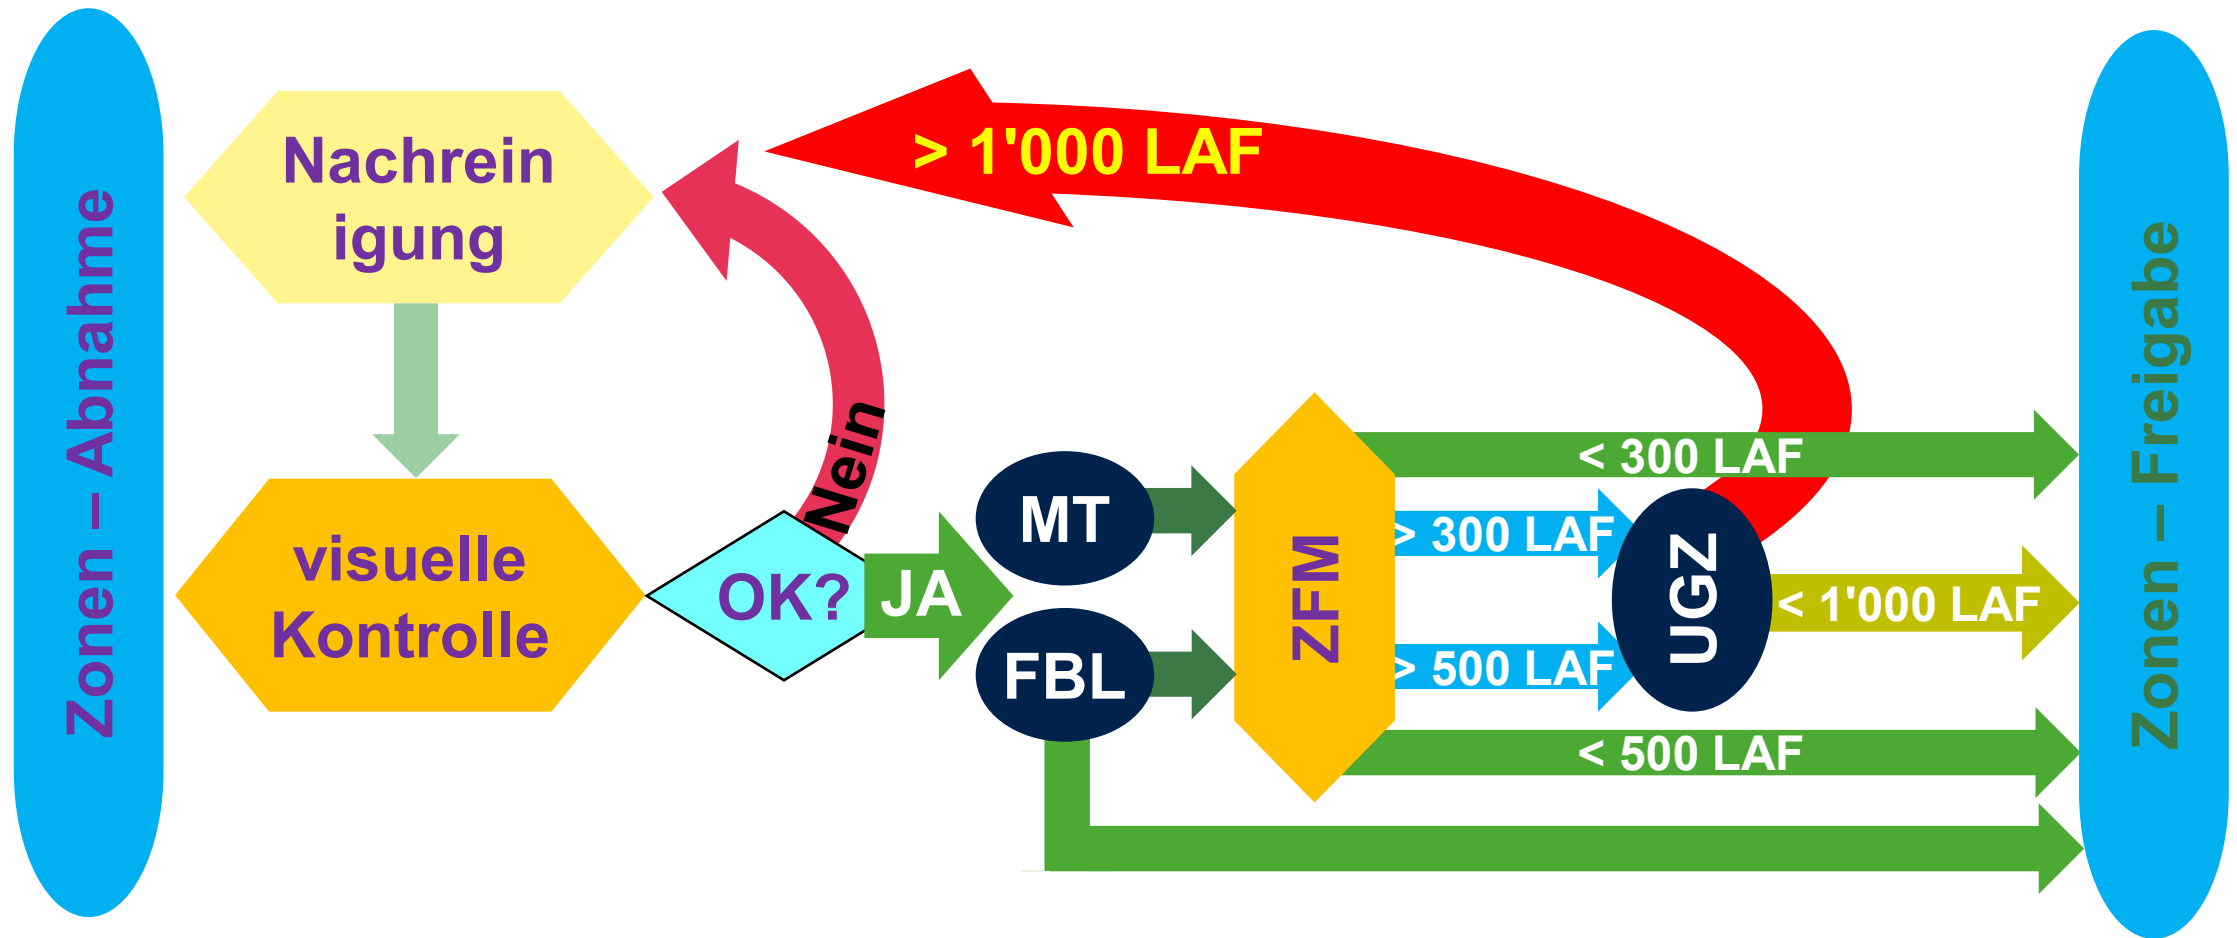 Zonen – Abnahme
Nachrein
igung
visuelle
Kontrolle
OK?
Nein
JA
MT
FBL
ZFM
> 1'000 LAF
< 300 LAF
> 300 LAF
> 500 LAF
UGZ
< 1'000 LAF
< 500 LAF
Zonen – Freigabe